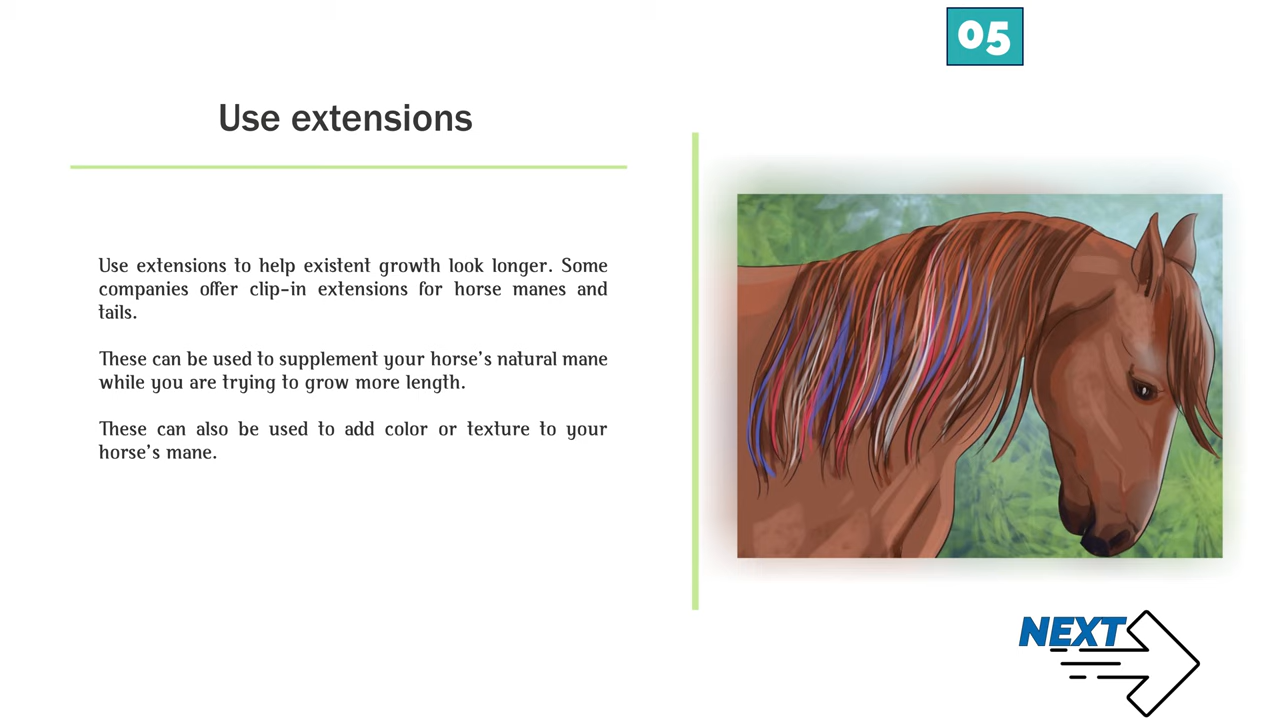 05
Use extensions
Use extensions to help existent growth look longer. Some
companies offer clip-in extensions for horse manes and
tails.
These can be used to supplement your horse's natural mane
while you are trying to grow more length.
These can also be used to add color or texture to your
horse's mane.
NEXT